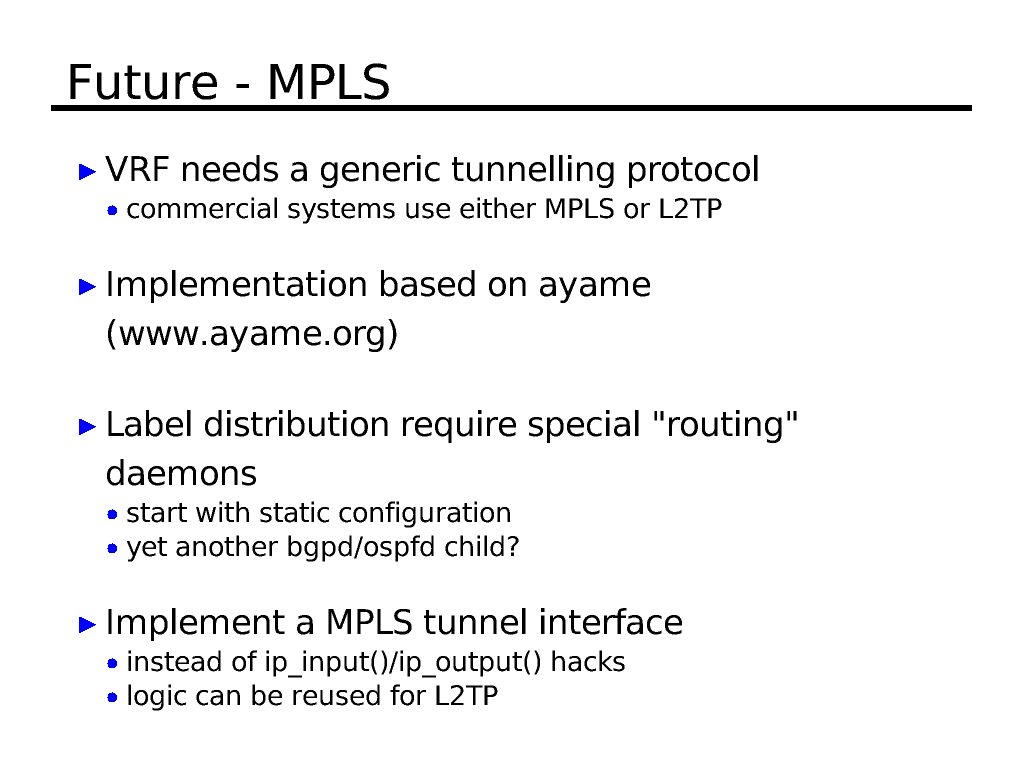 Future - MPLS
VRF needs a generic tunnelling protocol
commercial systems use either MPLS or L2TP
Implementation based on ayame
(www.ayame.org)
Label distribution require special "routing"
daemons
start with static configuration
yet another bgpd/ospfd child?
Implement a MPLS tunnel interface
instead of ip_input()/ip_output() hacks
logic can be reused for L2TP